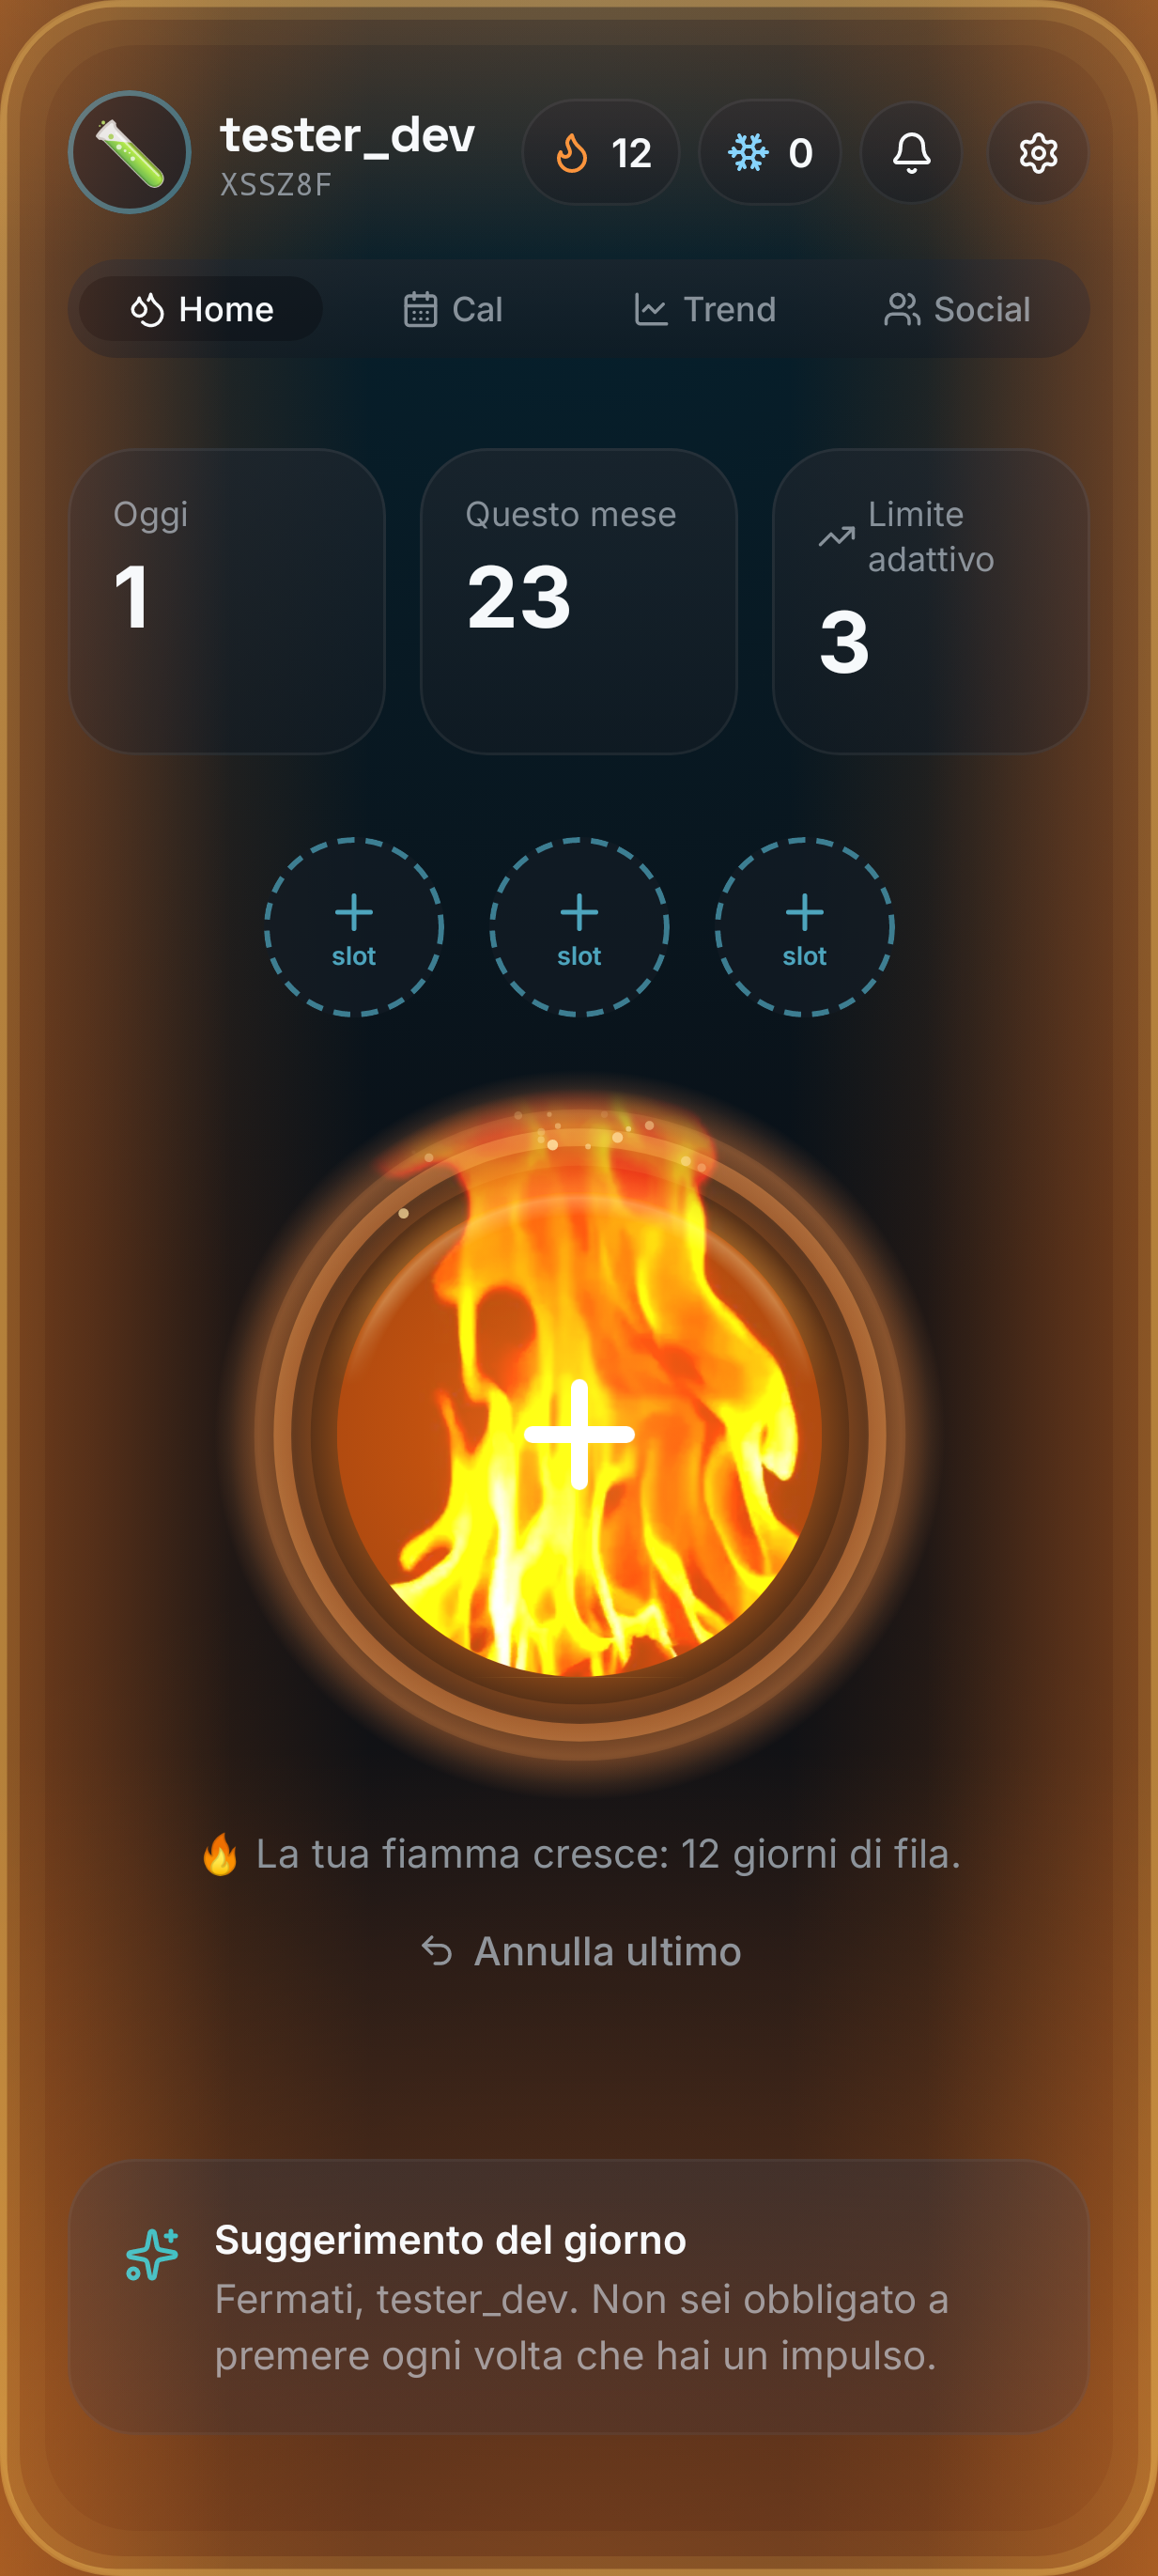 tester_dev
XSSZ8F
12
0
Home
Cal
Trend
Social
Oggi
1
Questo mese
23
Limite
adattivo
3
slot
slot
slot
🔥 La tua fiamma cresce: 12 giorni di fila.
Annulla ultimo
Suggerimento del giorno
Fermati, tester_dev. Non sei obbligato a
premere ogni volta che hai un impulso.